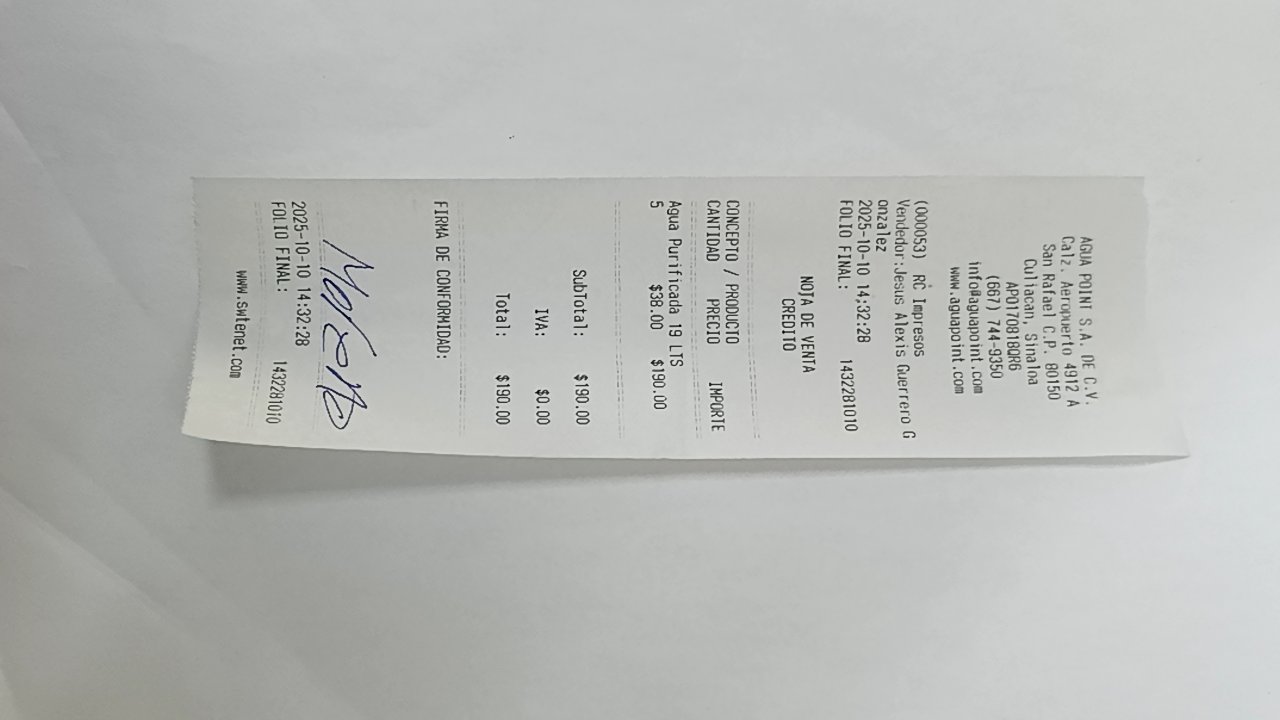 AGUA POINT S.A. DE C.V.
Calz. Aeropuerto 4912 A
San Rafael C.P. 80150
Culiacan, Sinaloa
APO170818QR6
(667) 744-9350
info@aguapoint.com
www.aguapoint.com
(000053) RC Impresos
Vendedor:Jesus Alexis Guerrero G
onzalez
2025-10-10 14:32:28
FOLIO FINAL: 1432281010
NOTA DE VENTA
CREDITO
CONCEPTO / PRODUCTO
CANTIDAD PRECIO IMPORTE
Agua Purificada 19 LTS
5 $38.00 $190.00
SubTotal: $190.00
IVA: $0.00
Total: $190.00
FIRMA DE CONFORMIDAD:
2025-10-10 14:32:28
FOLIO FINAL: 1432281010
www.swtenet.com